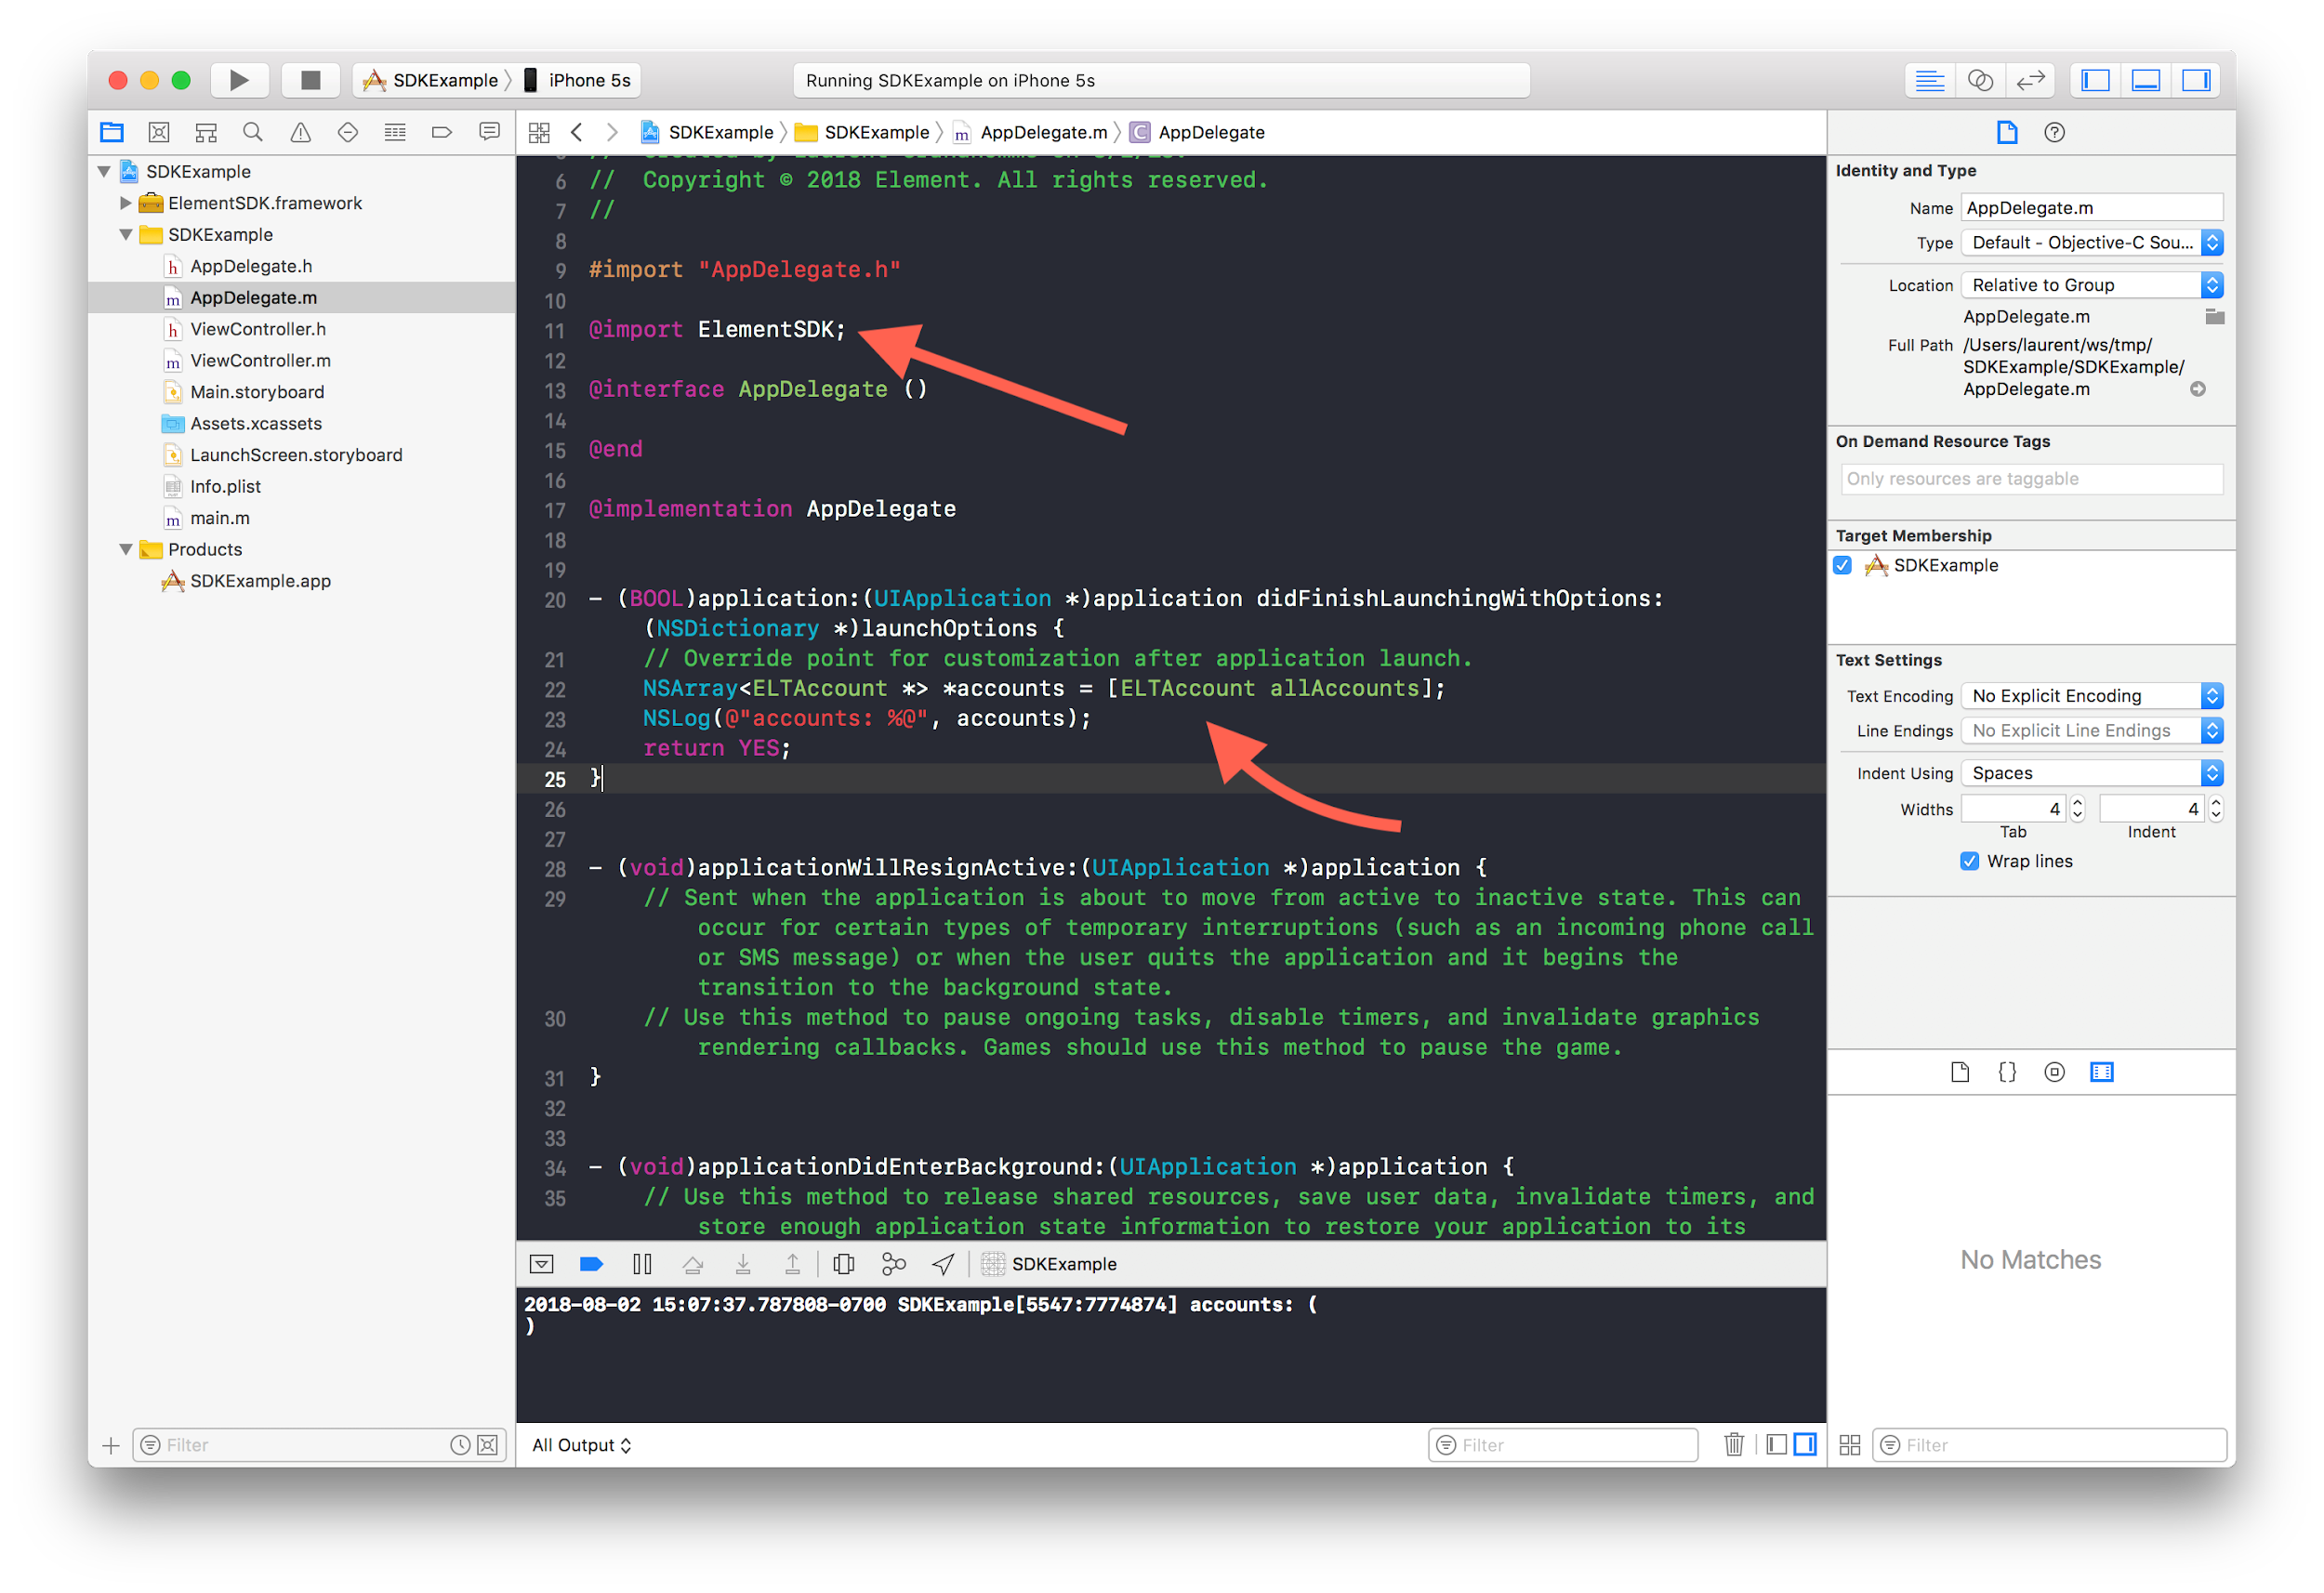 SDKExample
iPhone 5s
Running SDKExample on iPhone 5s
SDKExample
SDKExample
AppDelegate.m
AppDelegate
SDKExample
ElementSDK.framework
SDKExample
AppDelegate.h
AppDelegate.m
ViewController.h
ViewController.m
Main.storyboard
Assets.xcassets
LaunchScreen.storyboard
Info.plist
main.m
Products
SDKExample.app
Filter
6 //  Copyright © 2018 Element. All rights reserved.
7 //
8
9 #import "AppDelegate.h"
10
11 @import ElementSDK;
12
13 @interface AppDelegate ()
14
15 @end
16
17 @implementation AppDelegate
18
19
20 - (BOOL)application:(UIApplication *)application didFinishLaunchingWithOptions:
(NSDictionary *)launchOptions {
21 // Override point for customization after application launch.
22 NSArray<ELTAccount *> *accounts = [ELTAccount allAccounts];
23 NSLog(@"accounts: %@", accounts);
24 return YES;
25 }
26
27
28 - (void)applicationWillResignActive:(UIApplication *)application {
29 // Sent when the application is about to move from active to inactive state. This can
occur for certain types of temporary interruptions (such as an incoming phone call
or SMS message) or when the user quits the application and it begins the
transition to the background state.
30 // Use this method to pause ongoing tasks, disable timers, and invalidate graphics
rendering callbacks. Games should use this method to pause the game.
31 }
32
33
34 - (void)applicationDidEnterBackground:(UIApplication *)application {
35 // Use this method to release shared resources, save user data, invalidate timers, and
store enough application state information to restore your application to its
SDKExample
2018-08-02 15:07:37.787808-0700 SDKExample[5547:7774874] accounts: (
)
All Output
Filter
Identity and Type
Name AppDelegate.m
Type Default - Objective-C Sou...
Location Relative to Group
AppDelegate.m
Full Path /Users/laurent/ws/tmp/
SDKExample/SDKExample/
AppDelegate.m
On Demand Resource Tags
Only resources are taggable
Target Membership
SDKExample
Text Settings
Text Encoding No Explicit Encoding
Line Endings No Explicit Line Endings
Indent Using Spaces
Widths 4 4
Tab Indent
Wrap lines
No Matches
Filter